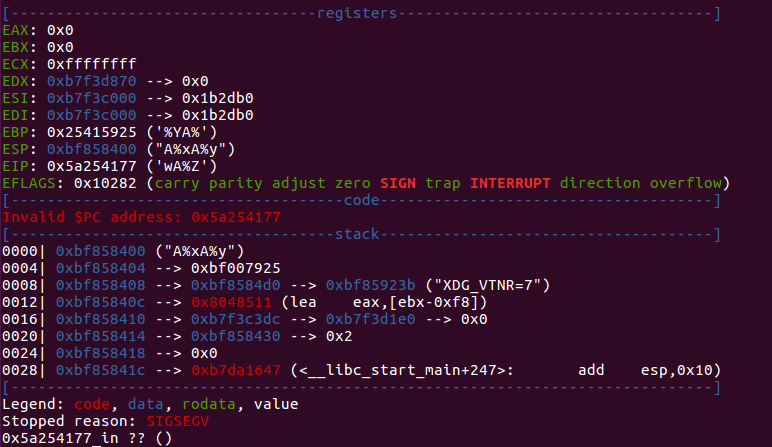 [----------------------------------registers-----------------------------------]
EAX: 0x0
EBX: 0x0
ECX: 0xffffffff
EDX: 0xb7f3d870 --> 0x0
ESI: 0xb7f3c000 --> 0x1b2db0
EDI: 0xb7f3c000 --> 0x1b2db0
EBP: 0x25415925 ('%YA%')
ESP: 0xbf858400 ("A%xA%y")
EIP: 0x5a254177 ('wA%Z')
EFLAGS: 0x10282 (carry parity adjust zero SIGN trap INTERRUPT direction overflow)
[-------------------------------------code-------------------------------------]
Invalid $PC address: 0x5a254177
[------------------------------------stack-------------------------------------]
0000| 0xbf858400 ("A%xA%y")
0004| 0xbf858404 --> 0xbf007925
0008| 0xbf858408 --> 0xbf8584d0 --> 0xbf85923b ("XDG_VTNR=7")
0012| 0xbf85840c --> 0x8048511 (lea    eax,[ebx-0xf8])
0016| 0xbf858410 --> 0xb7f3c3dc --> 0xb7f3d1e0 --> 0x0
0020| 0xbf858414 --> 0xbf858430 --> 0x2
0024| 0xbf858418 --> 0x0
0028| 0xbf85841c --> 0xb7da1647 (<__libc_start_main+247>:       add    esp,0x10)
[------------------------------------------------------------------------------]
Legend: code, data, rodata, value
Stopped reason: SIGSEGV
0x5a254177 in ?? ()